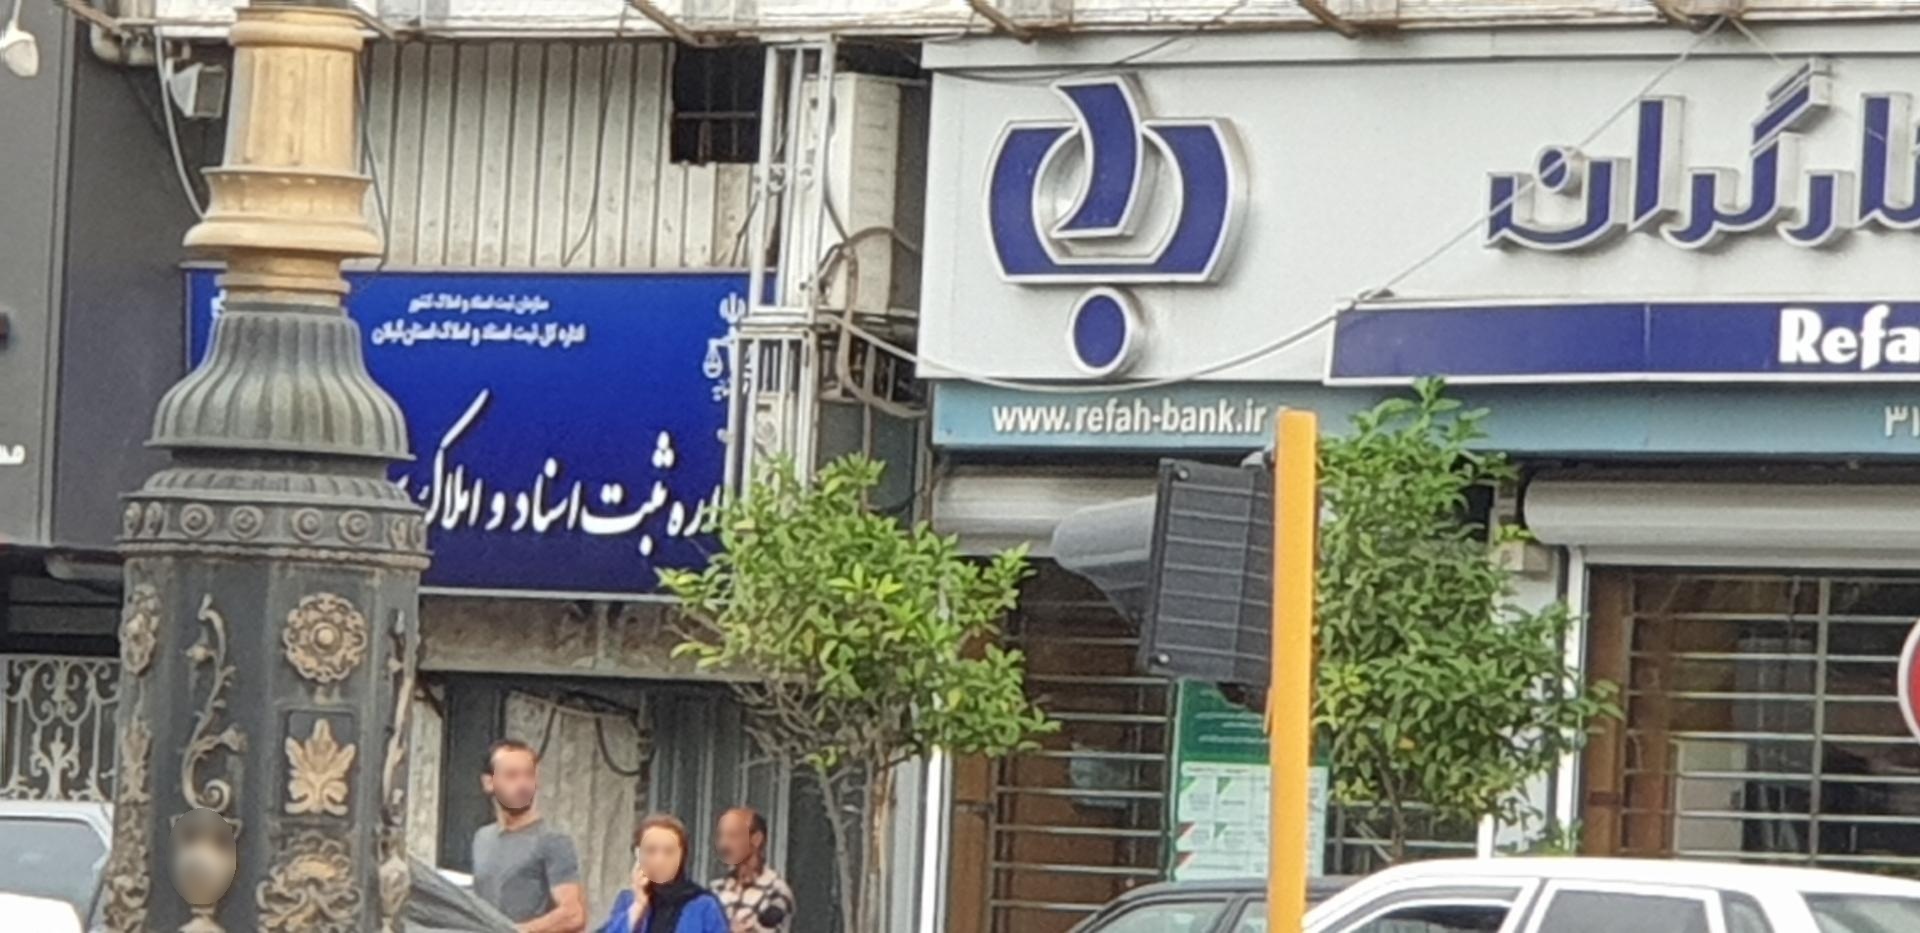 سازمان ثبت اسناد و املاک کشور
اداره کل ثبت اسناد و املاک استان گیلان
ثبت اسناد و املاک
کارگران
Refa
www.refah-bank.ir
۳۱